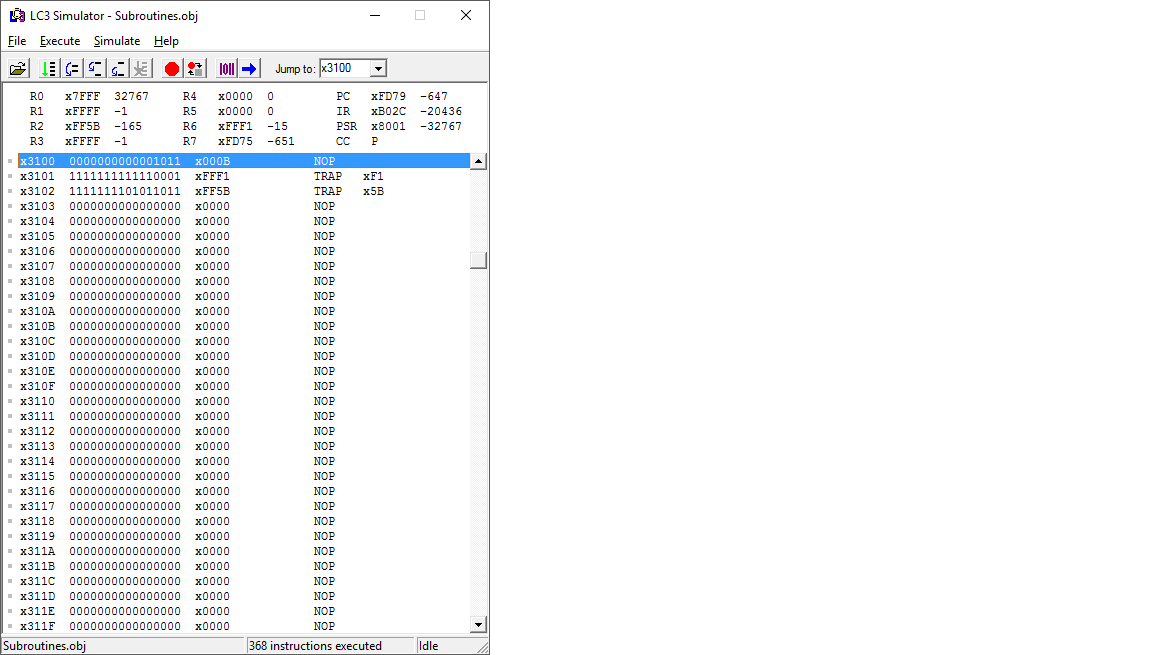 LC3 Simulator - Subroutines.obj
File Execute Simulate Help
Jump to: x3100
R0 x7FFF 32767 R4 x0000 0 PC xFD79 -647
R1 xFFFF -1 R5 x0000 0 IR xB02C -20436
R2 xFF5B -165 R6 xFFF1 -15 PSR x8001 -32767
R3 xFFFF -1 R7 xFD75 -651 CC P
x3100 0000000000001011 x000B NOP
x3101 1111111111110001 xFFF1 TRAP xF1
x3102 1111111101011011 xFF5B TRAP x5B
x3103 0000000000000000 x0000 NOP
x3104 0000000000000000 x0000 NOP
x3105 0000000000000000 x0000 NOP
x3106 0000000000000000 x0000 NOP
x3107 0000000000000000 x0000 NOP
x3108 0000000000000000 x0000 NOP
x3109 0000000000000000 x0000 NOP
x310A 0000000000000000 x0000 NOP
x310B 0000000000000000 x0000 NOP
x310C 0000000000000000 x0000 NOP
x310D 0000000000000000 x0000 NOP
x310E 0000000000000000 x0000 NOP
x310F 0000000000000000 x0000 NOP
x3110 0000000000000000 x0000 NOP
x3111 0000000000000000 x0000 NOP
x3112 0000000000000000 x0000 NOP
x3113 0000000000000000 x0000 NOP
x3114 0000000000000000 x0000 NOP
x3115 0000000000000000 x0000 NOP
x3116 0000000000000000 x0000 NOP
x3117 0000000000000000 x0000 NOP
x3118 0000000000000000 x0000 NOP
x3119 0000000000000000 x0000 NOP
x311A 0000000000000000 x0000 NOP
x311B 0000000000000000 x0000 NOP
x311C 0000000000000000 x0000 NOP
x311D 0000000000000000 x0000 NOP
x311E 0000000000000000 x0000 NOP
x311F 0000000000000000 x0000 NOP
Subroutines.obj 368 instructions executed Idle